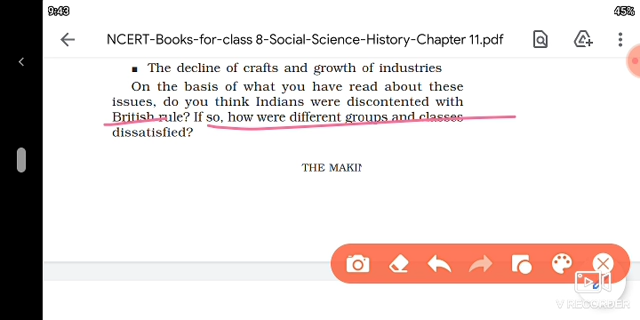 9:43
45%
NCERT-Books-for-class 8-Social-Science-History-Chapter 11.pdf
▪ The decline of crafts and growth of industries
On the basis of what you have read about these
issues, do you think Indians were discontented with
British rule? If so, how were different groups and classes
dissatisfied?
THE MAKIN
V RECORDER